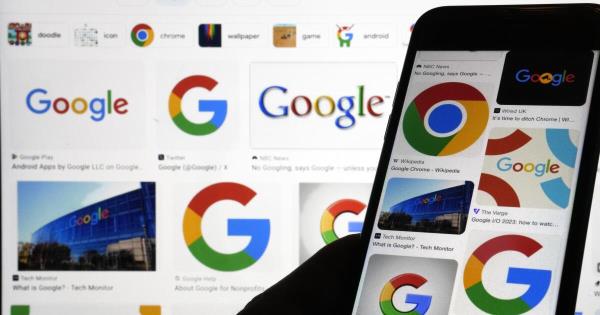 doodle
icon
chrome
wallpaper
game
android
Google
Google™
Google Play
Android Apps by Google LLC on Google...
Twitter
Google (@Google) / X
NBC News
No Googling, says Google — unless you
Google
Tech Monitor
What is Google? - Tech Monitor
Google Help
About Google for Nonprofits
NBC News
No Googling, says Google — ...
Google
Wired UK
It's time to ditch Chrome | WI...
Wikipedia
Google Chrome - Wikipedia
Google
The Verge
Google I/O 2023: how to watc...
Google
Tech Monitor
What is Google? - Tech Monitor